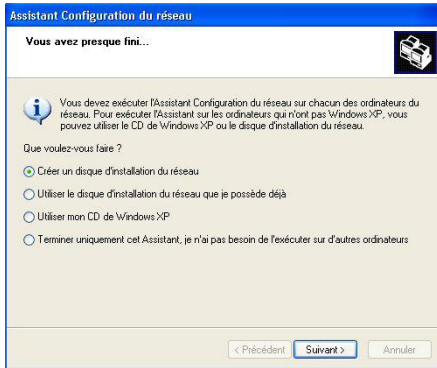 Assistant Configuration du réseau
Vous avez presque fini...
Vous devez exécuter l'Assistant Configuration du réseau sur chacun des ordinateurs du
réseau. Pour exécuter l'Assistant sur les ordinateurs qui n'ont pas Windows XP, vous
pouvez utiliser le CD de Windows XP ou le disque d'installation du réseau.
Que voulez-vous faire ?
Créer un disque d'installation du réseau
Utiliser le disque d'installation du réseau que je possède déjà
Utiliser mon CD de Windows XP
Terminer uniquement cet Assistant, je n'ai pas besoin de l'exécuter sur d'autres ordinateurs
< Précédent Suivant > Annuler